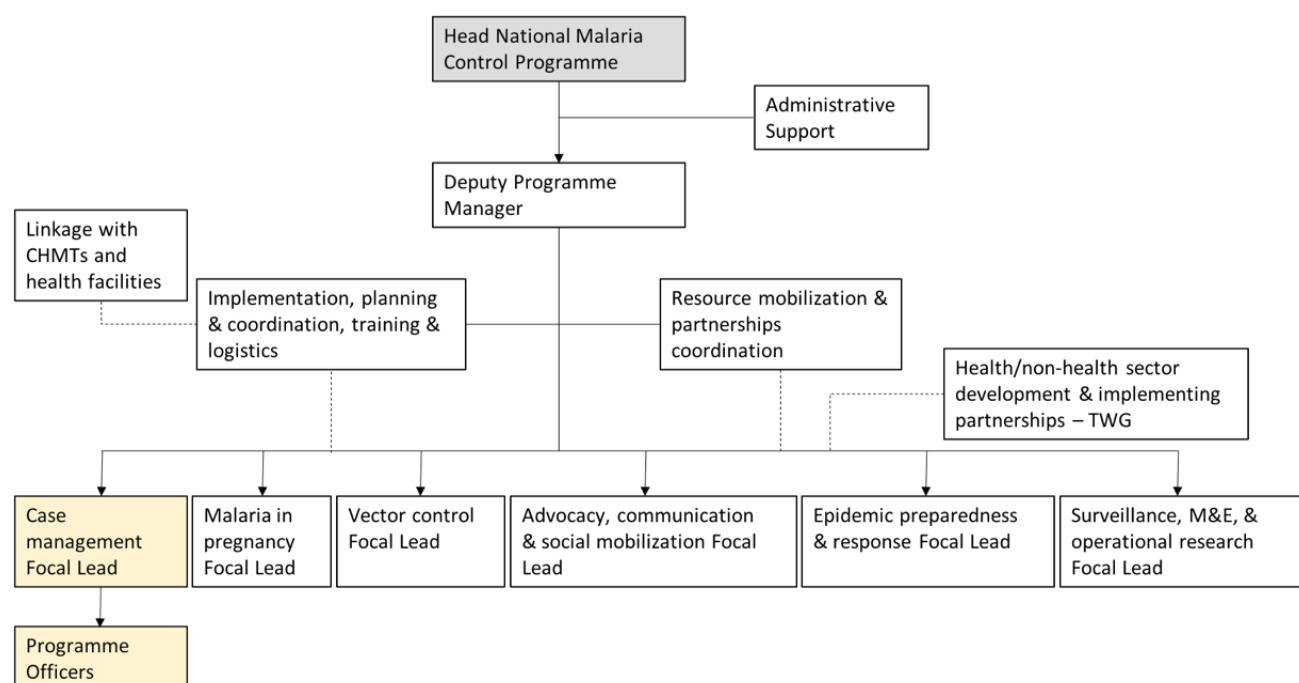 Head National Malaria
Control Programme
Administrative
Support
Deputy Programme
Manager
Linkage with
CHMTs and
health facilities
Implementation, planning
& coordination, training &
logistics
Resource mobilization &
partnerships
coordination
Health/non-health sector
development & implementing
partnerships – TWG
Case
management
Focal Lead
Malaria in
pregnancy
Focal Lead
Vector control
Focal Lead
Advocacy, communication
& social mobilization Focal
Lead
Epidemic preparedness
& response Focal Lead
Surveillance, M&E, &
operational research
Focal Lead
Programme
Officers